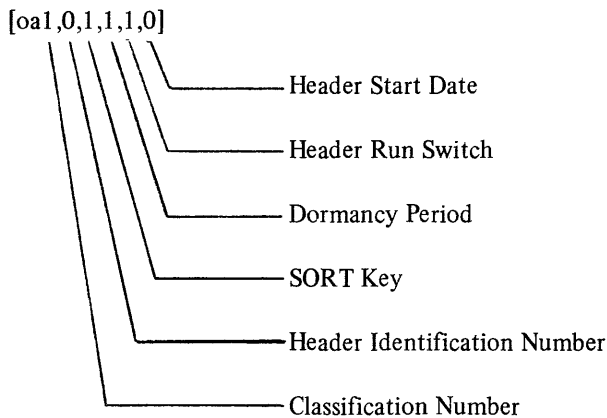 [oa1,0,1,1,1,0]
Header Start Date
Header Run Switch
Dormancy Period
SORT Key
Header Identification Number
Classification Number